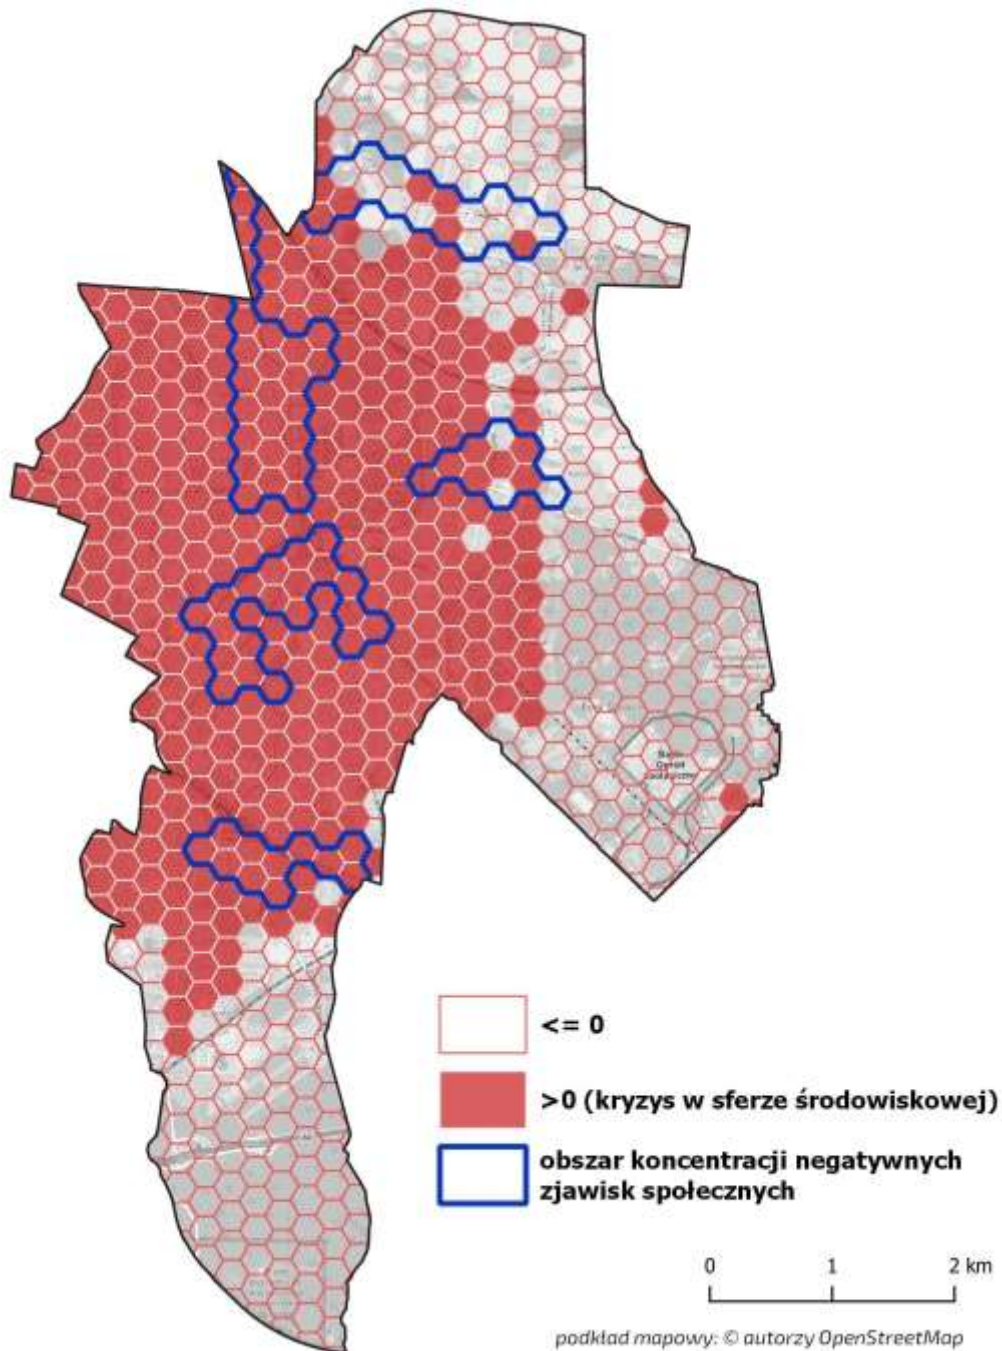 <= 0
>0 (kryzys w sferze środowiskowej)
obszar koncentracji negatywnych
zjawisk społecznych
0 1 2 km
podkład mapowy: © autorzy OpenStreetMap